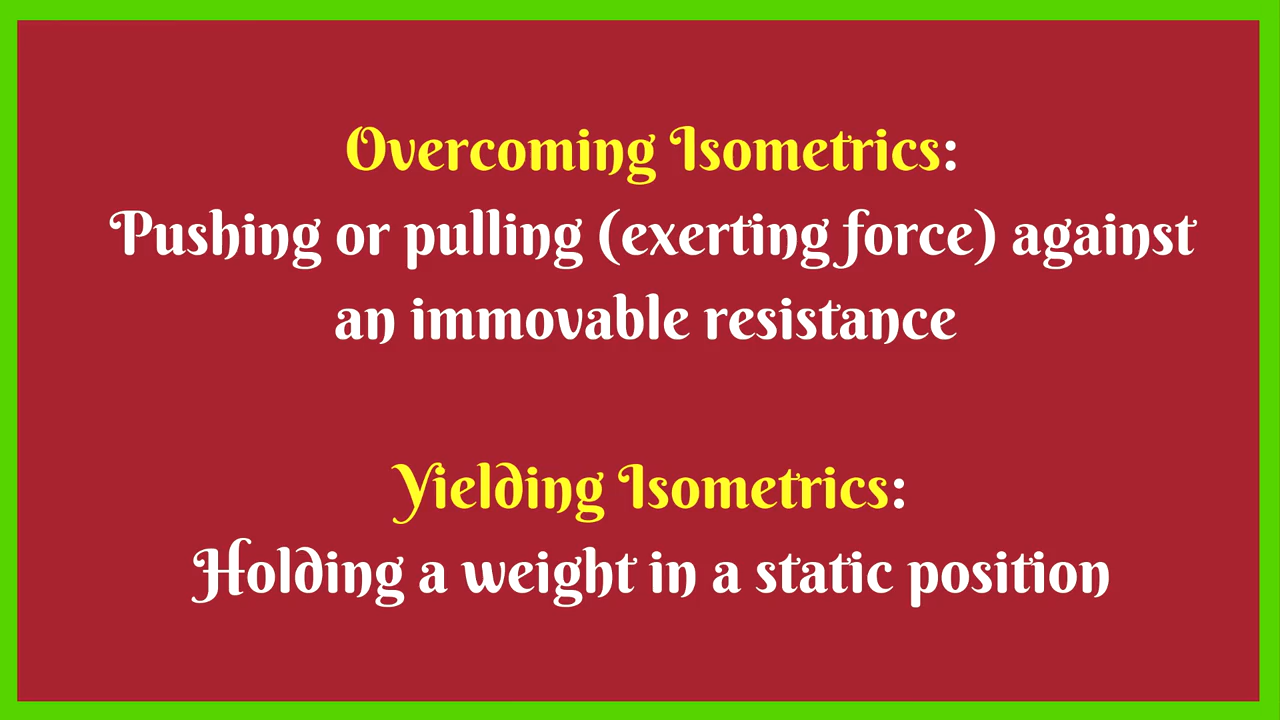 Overcoming Isometrics:
Pushing or pulling (exerting force) against
an immovable resistance
Yielding Isometrics:
Holding a weight in a static position